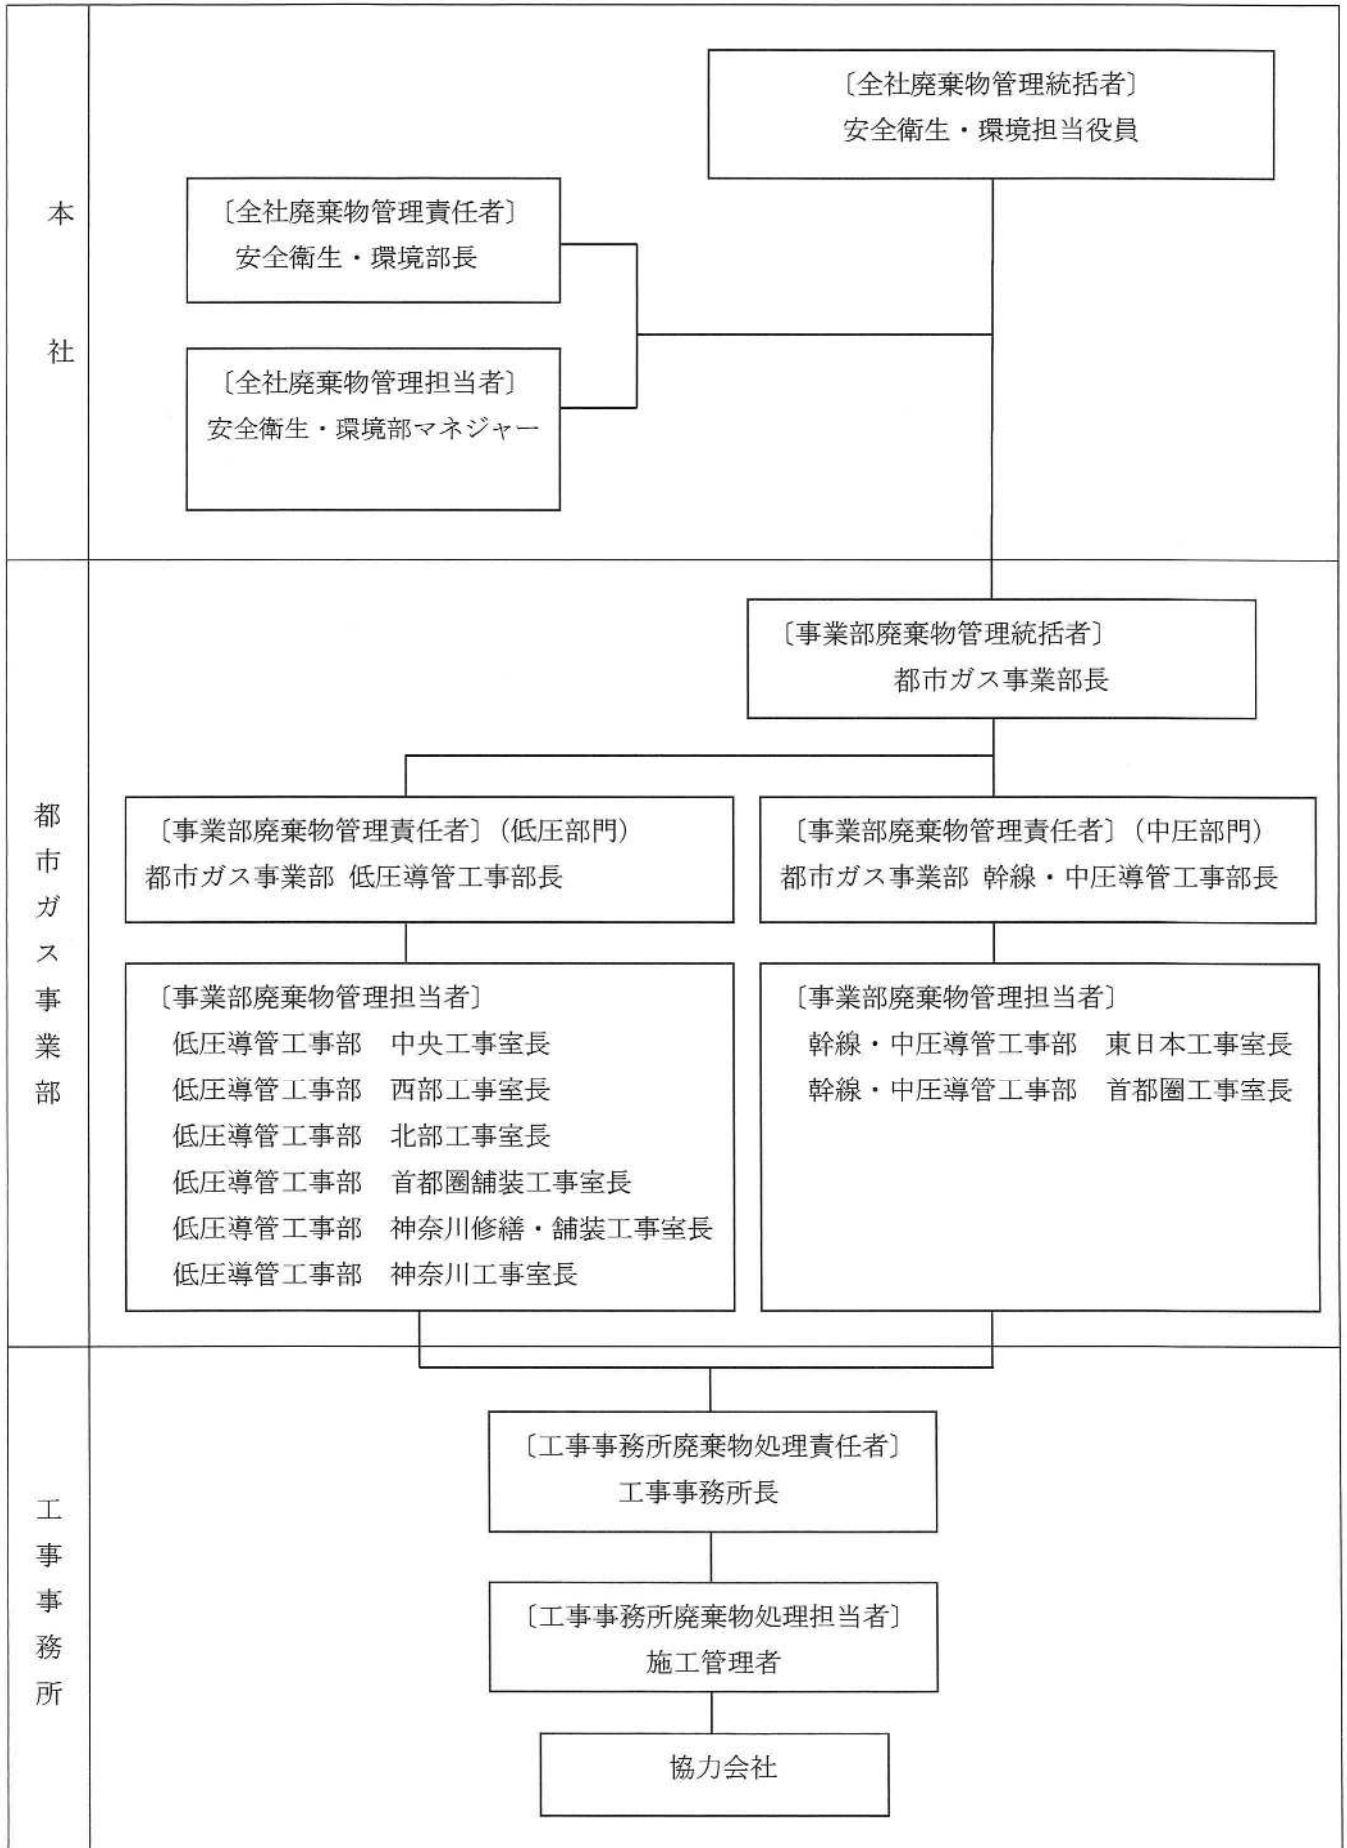 本社
〔全社廃棄物管理統括者〕
安全衛生・環境担当役員
〔全社廃棄物管理責任者〕
安全衛生・環境部長
〔全社廃棄物管理担当者〕
安全衛生・環境部マネジャー
都市ガス事業部
〔事業部廃棄物管理統括者〕
都市ガス事業部長
〔事業部廃棄物管理責任者〕(低圧部門)
都市ガス事業部 低圧導管工事部長
〔事業部廃棄物管理責任者〕(中圧部門)
都市ガス事業部 幹線・中圧導管工事部長
〔事業部廃棄物管理担当者〕
低圧導管工事部 中央工事室長
低圧導管工事部 西部工事室長
低圧導管工事部 北部工事室長
低圧導管工事部 首都圏舗装工事室長
低圧導管工事部 神奈川修繕・舗装工事室長
低圧導管工事部 神奈川工事室長
〔事業部廃棄物管理担当者〕
幹線・中圧導管工事部 東日本工事室長
幹線・中圧導管工事部 首都圏工事室長
工事事務所
〔工事事務所廃棄物処理責任者〕
工事事務所長
〔工事事務所廃棄物処理担当者〕
施工管理者
協力会社